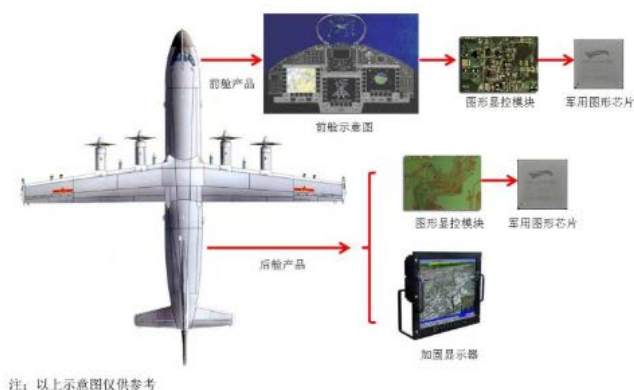 前舱产品
前舱示意图
图形显控模块
军用图形芯片
图形显控模块
军用图形芯片
后舱产品
加固显示器
注：以上示意图仅供参考